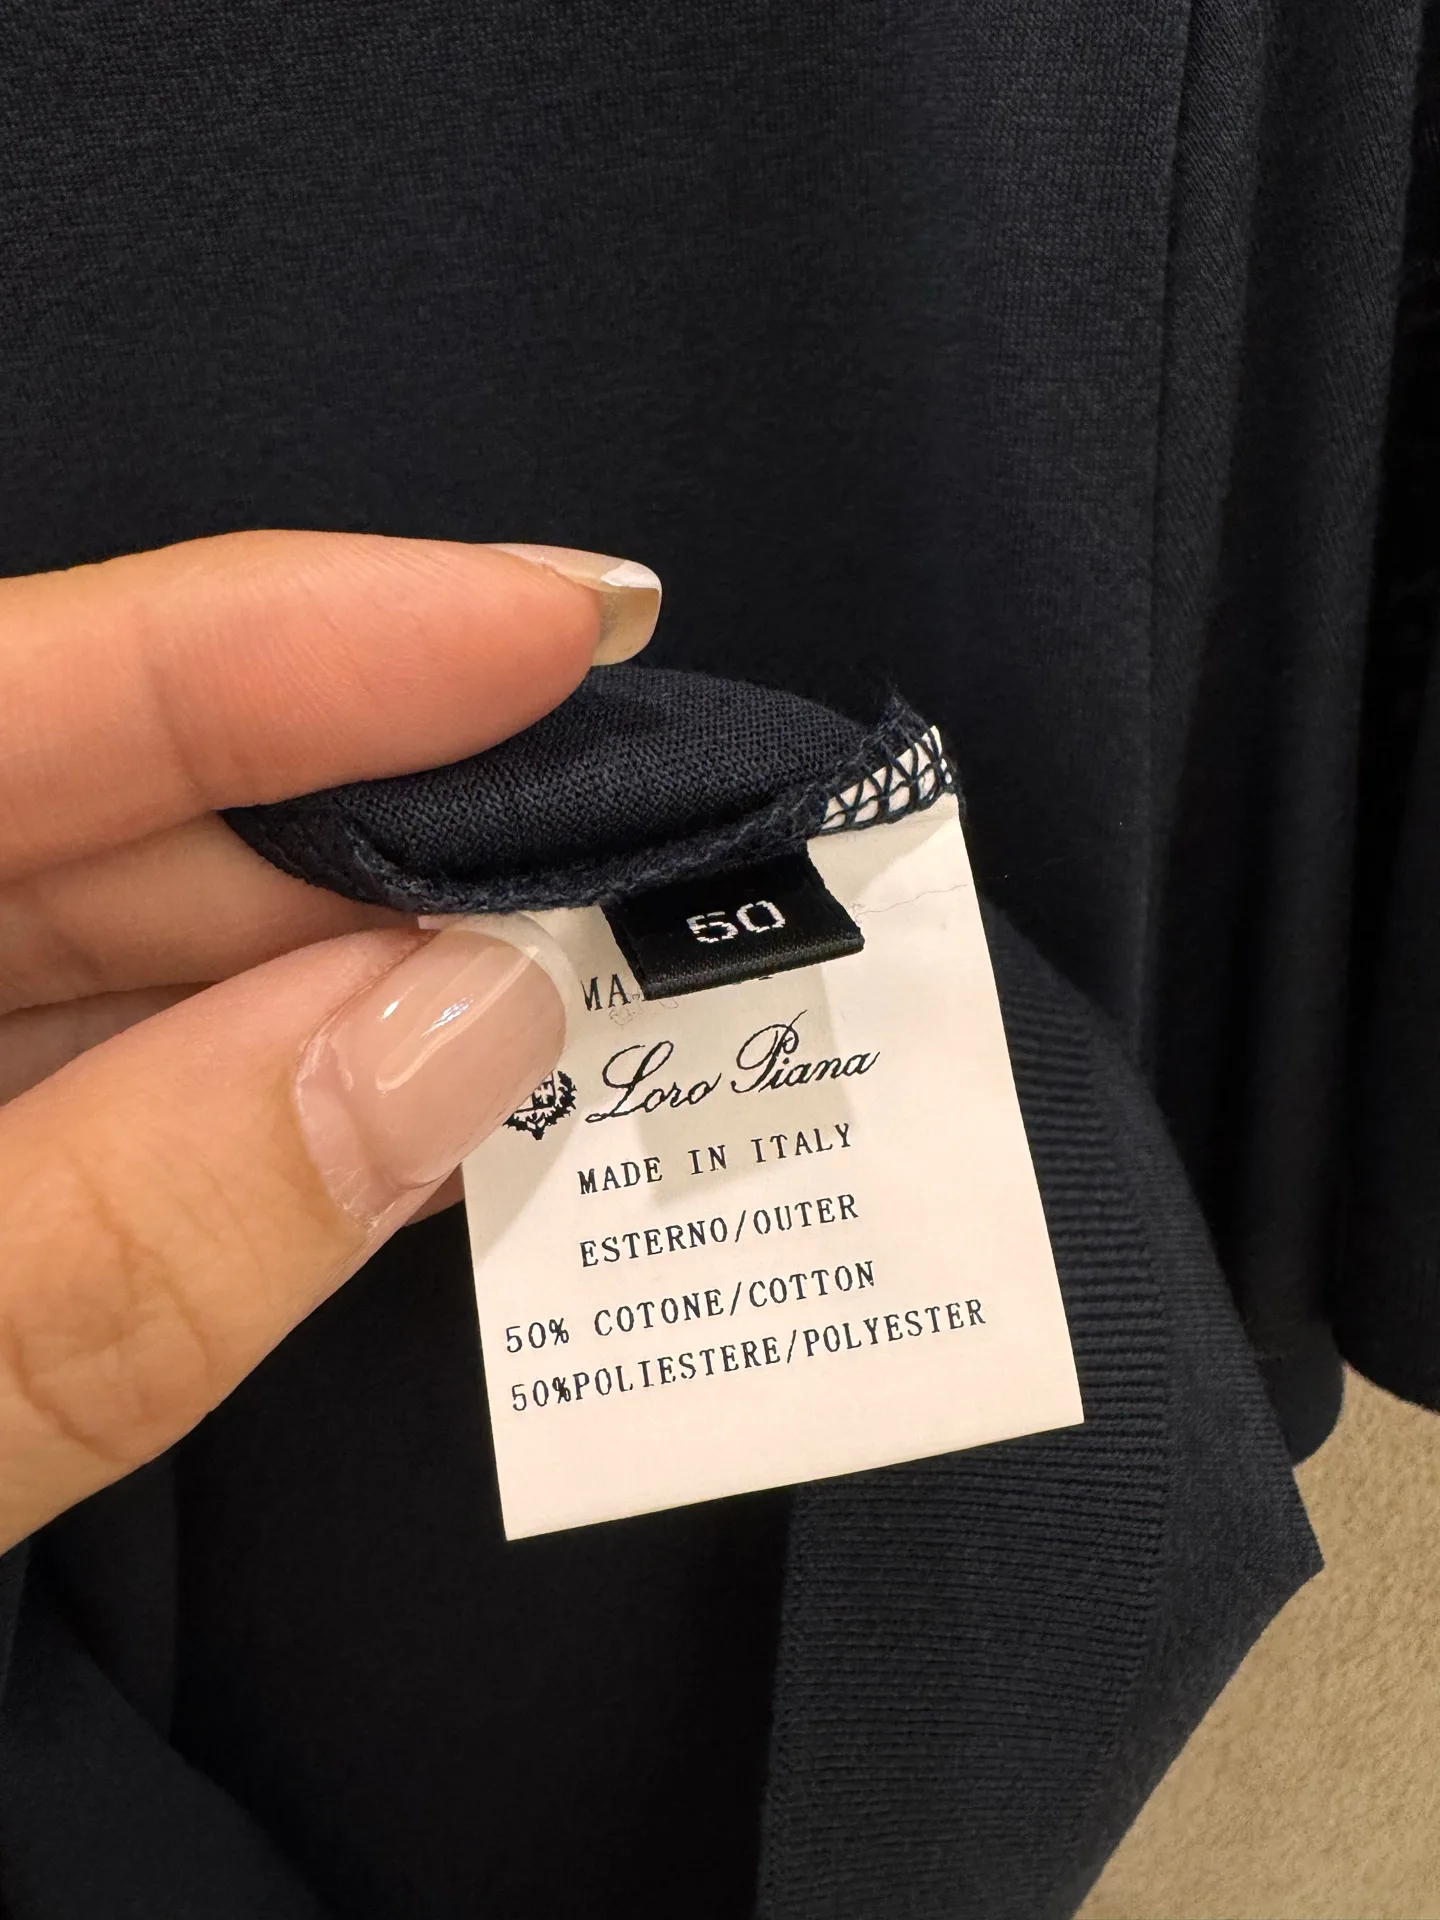 50
Loro Piana
MADE IN ITALY
ESTERNO/OUTER
50% COTONE/COTTON
50%POLIESTERE/POLYESTER